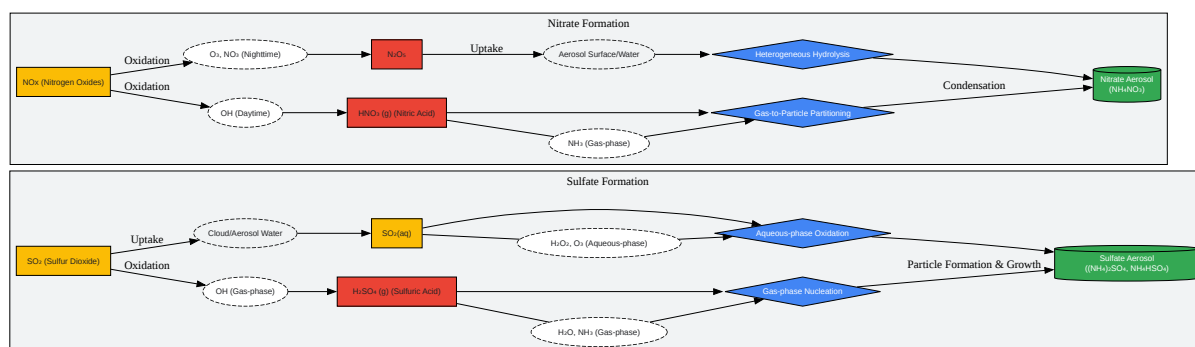 Nitrate Formation
O₃, NO₃ (Nighttime)
N₂O₅
Uptake
Aerosol Surface/Water
Heterogeneous Hydrolysis
Oxidation
NOx (Nitrogen Oxides)
Oxidation
Nitrate Aerosol
(NH₄NO₃)
Condensation
OH (Daytime)
HNO₃ (g) (Nitric Acid)
Gas-to-Particle Partitioning
NH₃ (Gas-phase)
Sulfate Formation
Uptake
Cloud/Aerosol Water
SO₂(aq)
H₂O₂, O₃ (Aqueous-phase)
Aqueous-phase Oxidation
SO₂ (Sulfur Dioxide)
Oxidation
Sulfate Aerosol
((NH₄)₂SO₄, NH₄HSO₄)
Particle Formation & Growth
OH (Gas-phase)
H₂SO₄ (g) (Sulfuric Acid)
Gas-phase Nucleation
H₂O, NH₃ (Gas-phase)